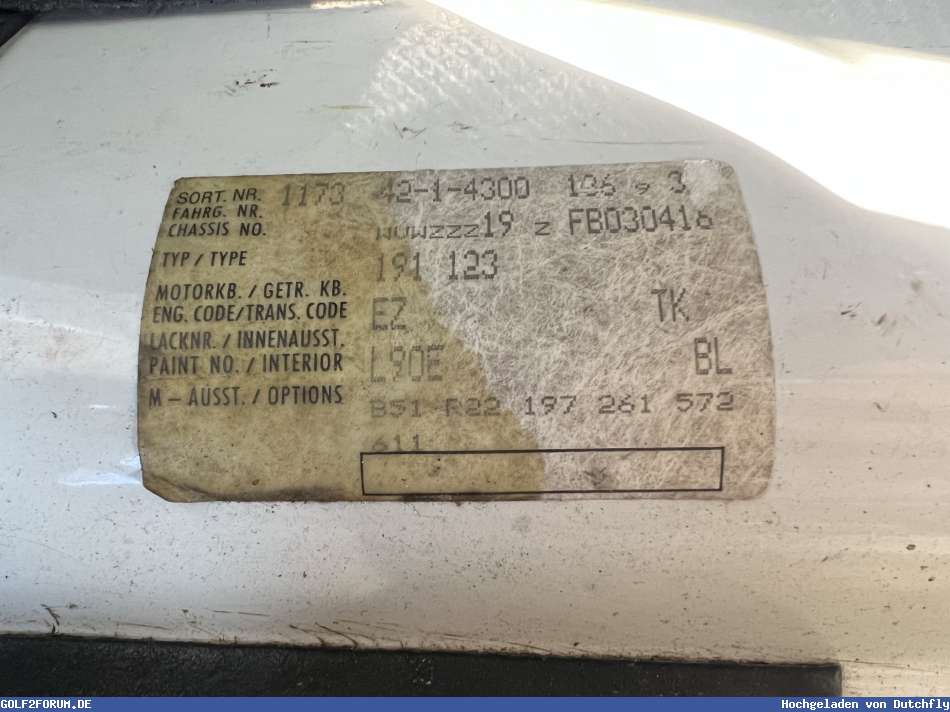 SORT. NR. 1173 42-1-4300 106 9 3
FAHRG. NR.
CHASSIS NO. WVWZZZ19 Z FB030416
TYP / TYPE 191 123
MOTORKB. / GETR. KB.
ENG. CODE/TRANS. CODE EZ TK
LACKNR. / INNENAUSST.
PAINT NO. / INTERIOR L90E BL
M – AUSST. / OPTIONS B51 R22 197 261 572
611
GOLF2FORUM.DE
Hochgeladen von Dutchfly